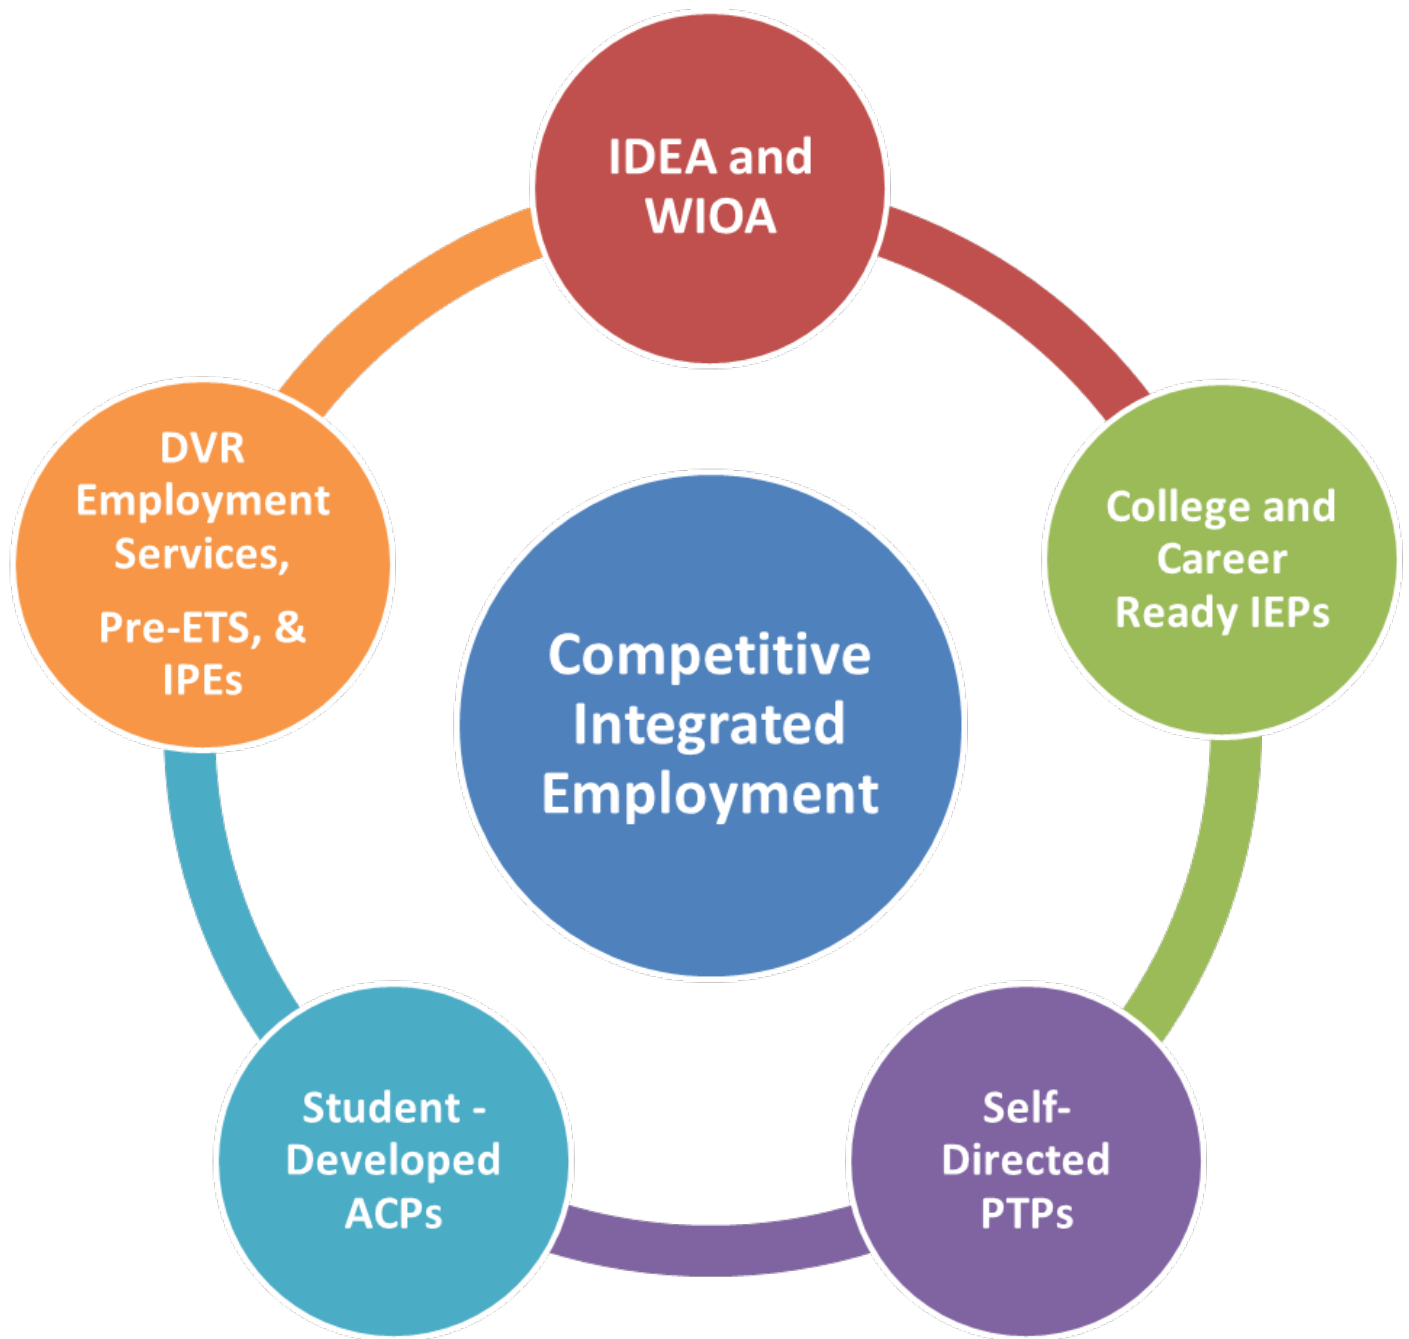 IDEA and
WIOA
College and
Career
Ready IEPs
Self-
Directed
PTPs
Student -
Developed
ACPs
DVR
Employment
Services,
Pre-ETS, &
IPEs
Competitive
Integrated
Employment